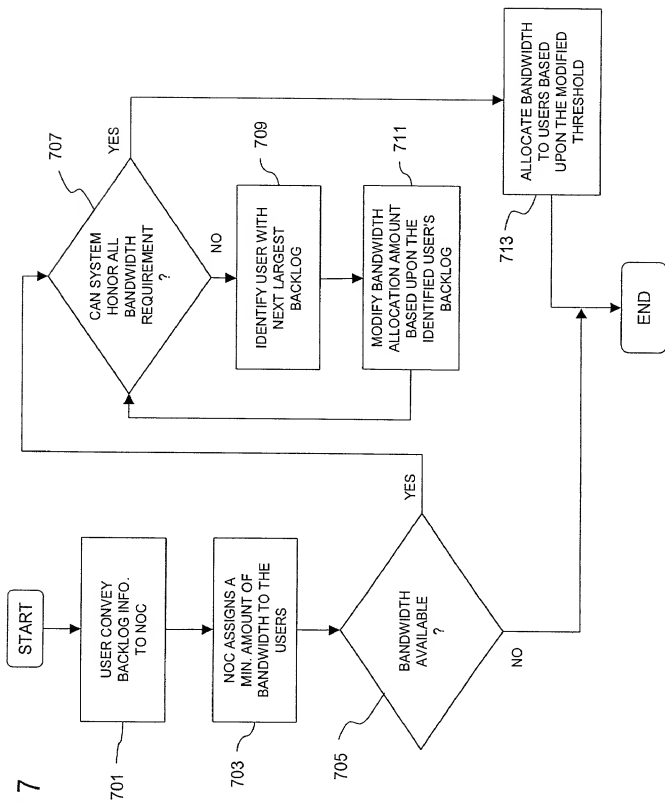 7
START
701
USER CONVEY
BACKLOG INFO.
TO NOC
703
NOC ASSIGNS A
MIN. AMOUNT OF
BANDWIDTH TO THE
USERS
705
BANDWIDTH
AVAILABLE
?
YES
NO
707
CAN SYSTEM
HONOR ALL
BANDWIDTH
REQUIREMENT
?
YES
NO
709
IDENTIFY USER WITH
NEXT LARGEST
BACKLOG
711
MODIFY BANDWIDTH
ALLOCATION AMOUNT
BASED UPON THE
IDENTIFIED USER'S
BACKLOG
713
ALLOCATE BANDWIDTH
TO USERS BASED
UPON THE MODIFIED
THRESHOLD
END